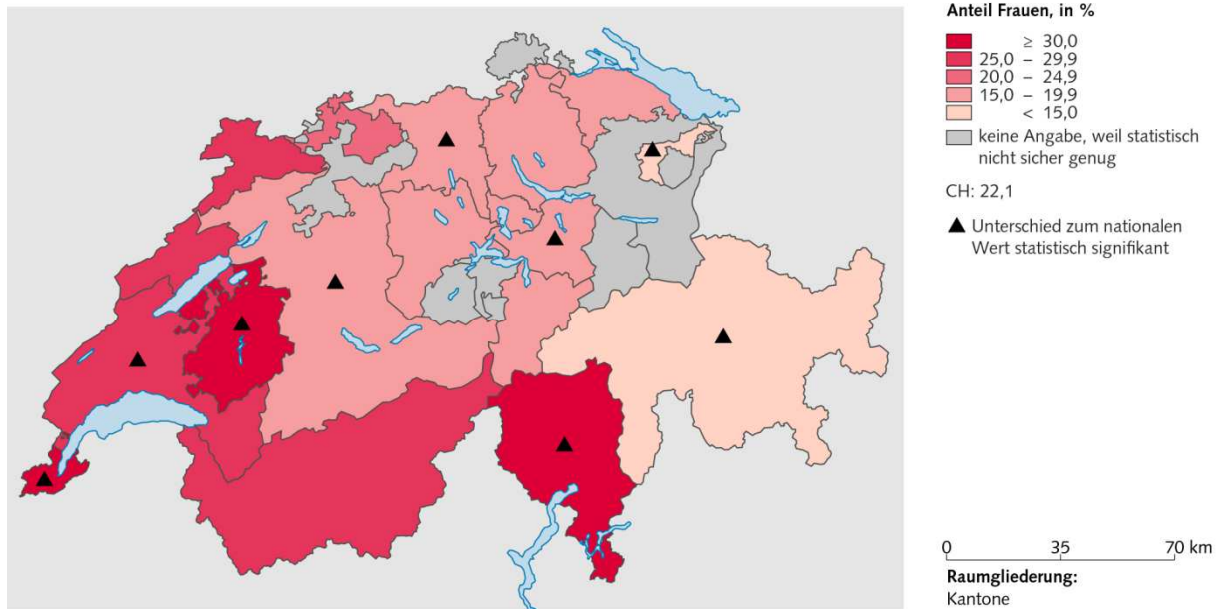 Anteil Frauen, in %
≥ 30,0
25,0 – 29,9
20,0 – 24,9
15,0 – 19,9
< 15,0
keine Angabe, weil statistisch
nicht sicher genug
CH: 22,1
Unterschied zum nationalen
Wert statistisch signifikant
0 35 70 km
Raumgliederung:
Kantone